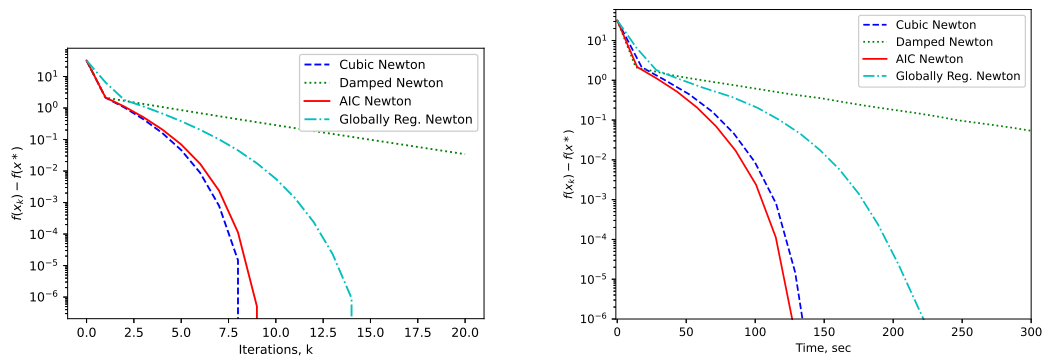 Cubic Newton
Damped Newton
AIC Newton
Globally Reg. Newton
10^1
10^0
10^-1
10^-2
10^-3
10^-4
10^-5
10^-6
f(x_k) − f(x*)
0.0 2.5 5.0 7.5 10.0 12.5 15.0 17.5 20.0
Iterations, k
Cubic Newton
Damped Newton
AIC Newton
Globally Reg. Newton
10^1
10^0
10^-1
10^-2
10^-3
10^-4
10^-5
10^-6
f(x_k) − f(x*)
0 50 100 150 200 250 300
Time, sec